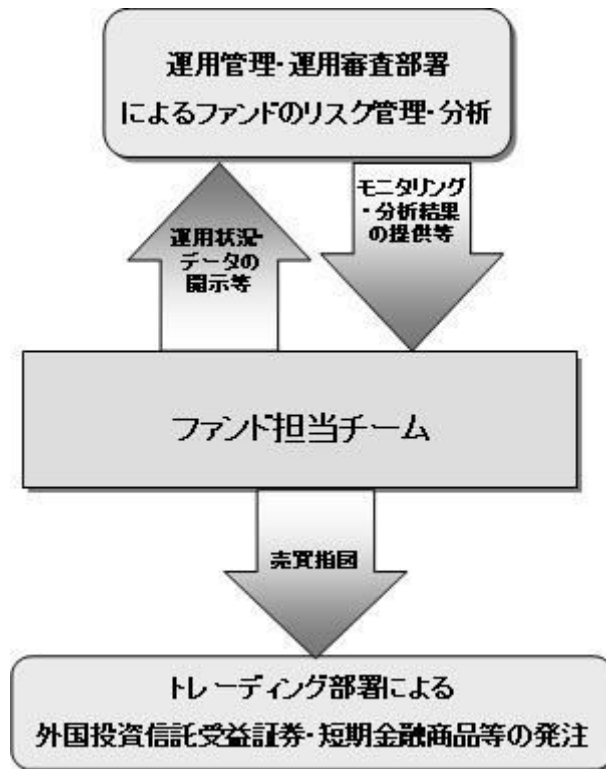 運用管理・運用審査部署
によるファンドのリスク管理・分析
運用状況・
データの
開示等
モニタリング
・分析結果
の提供等
ファンド担当チーム
売買指図
トレーディング部署による
外国投資信託受益証券・短期金融商品等の発注